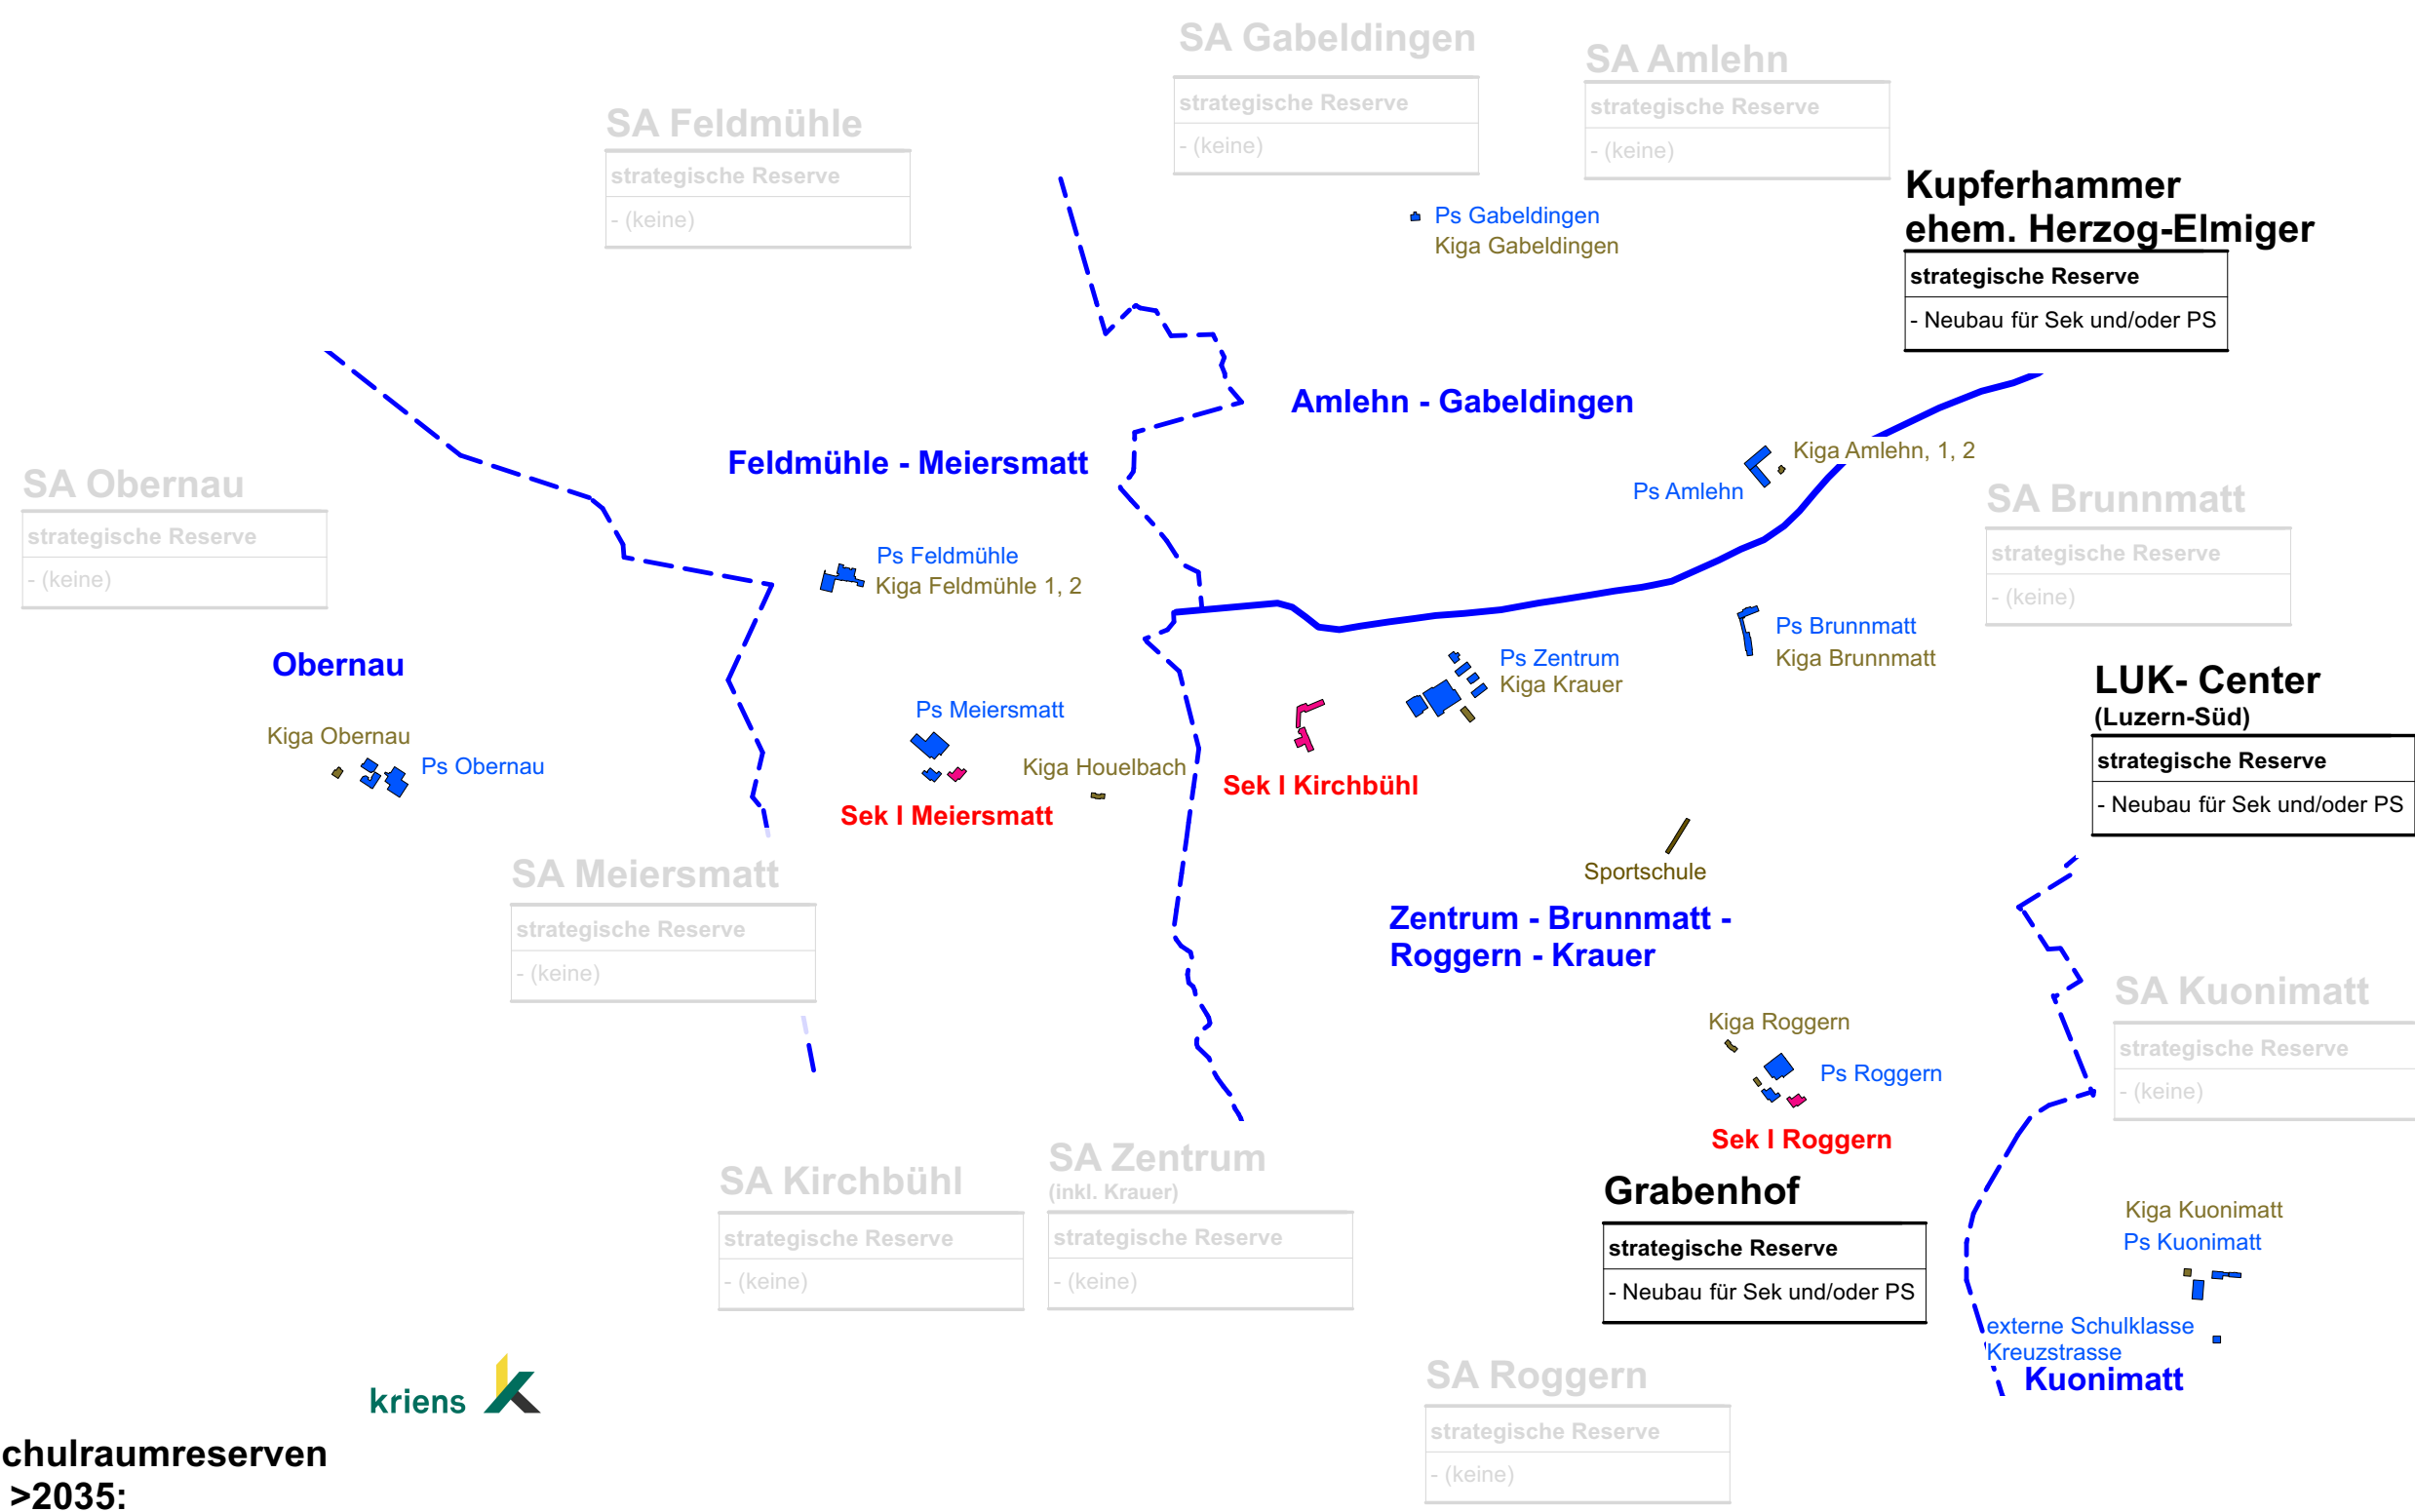 SA Gabeldingen
strategische Reserve
- (keine)
SA Amlehn
strategische Reserve
- (keine)
SA Feldmühle
strategische Reserve
- (keine)
Kupferhammer
ehem. Herzog-Elmiger
strategische Reserve
- Neubau für Sek und/oder PS
Ps Gabeldingen
Kiga Gabeldingen
Amlehn - Gabeldingen
Feldmühle - Meiersmatt
Kiga Amlehn, 1, 2
Ps Amlehn
SA Obernau
strategische Reserve
- (keine)
SA Brunnmatt
strategische Reserve
- (keine)
Ps Feldmühle
Kiga Feldmühle 1, 2
Ps Brunnmatt
Kiga Brunnmatt
Obernau
Ps Zentrum
Kiga Krauer
LUK- Center
(Luzern-Süd)
strategische Reserve
- Neubau für Sek und/oder PS
Ps Meiersmatt
Kiga Obernau
Ps Obernau
Kiga Houelbach
Sek I Kirchbühl
Sek I Meiersmatt
Sportschule
SA Meiersmatt
strategische Reserve
- (keine)
Zentrum - Brunnmatt -
Roggern - Krauer
SA Kuonimatt
strategische Reserve
- (keine)
Kiga Roggern
Ps Roggern
Sek I Roggern
SA Kirchbühl
strategische Reserve
- (keine)
SA Zentrum
(inkl. Krauer)
strategische Reserve
- (keine)
Grabenhof
strategische Reserve
- Neubau für Sek und/oder PS
Kiga Kuonimatt
Ps Kuonimatt
externe Schulklasse
Kreuzstrasse
Kuonimatt
SA Roggern
strategische Reserve
- (keine)
kriens
chulraumreserven
>2035: